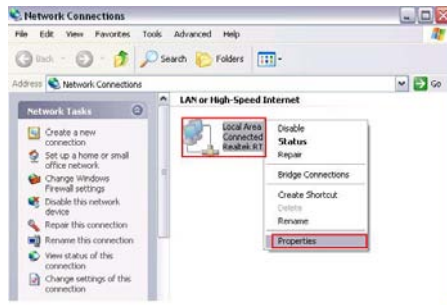 Network Connections
File Edit View Favorites Tools Advanced Help
Back Search Folders
Address Network Connections Go
Network Tasks
Create a new
connection
Set up a home or small
office network
Change Windows
Firewall settings
Disable this network
device
Repair this connection
Rename this connection
View status of this
connection
Change settings of this
connection
LAN or High-Speed Internet
Local Area
Connected
Realtek RT
Disable
Status
Repair
Bridge Connections
Create Shortcut
Delete
Rename
Properties